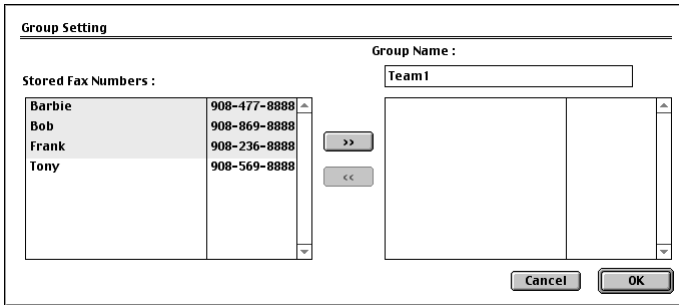 Group Setting
Group Name :
Stored Fax Numbers :
Team1
Barbie 908-477-8888
Bob 908-869-8888
Frank 908-236-8888
Tony 908-569-8888
>>
<<
Cancel OK